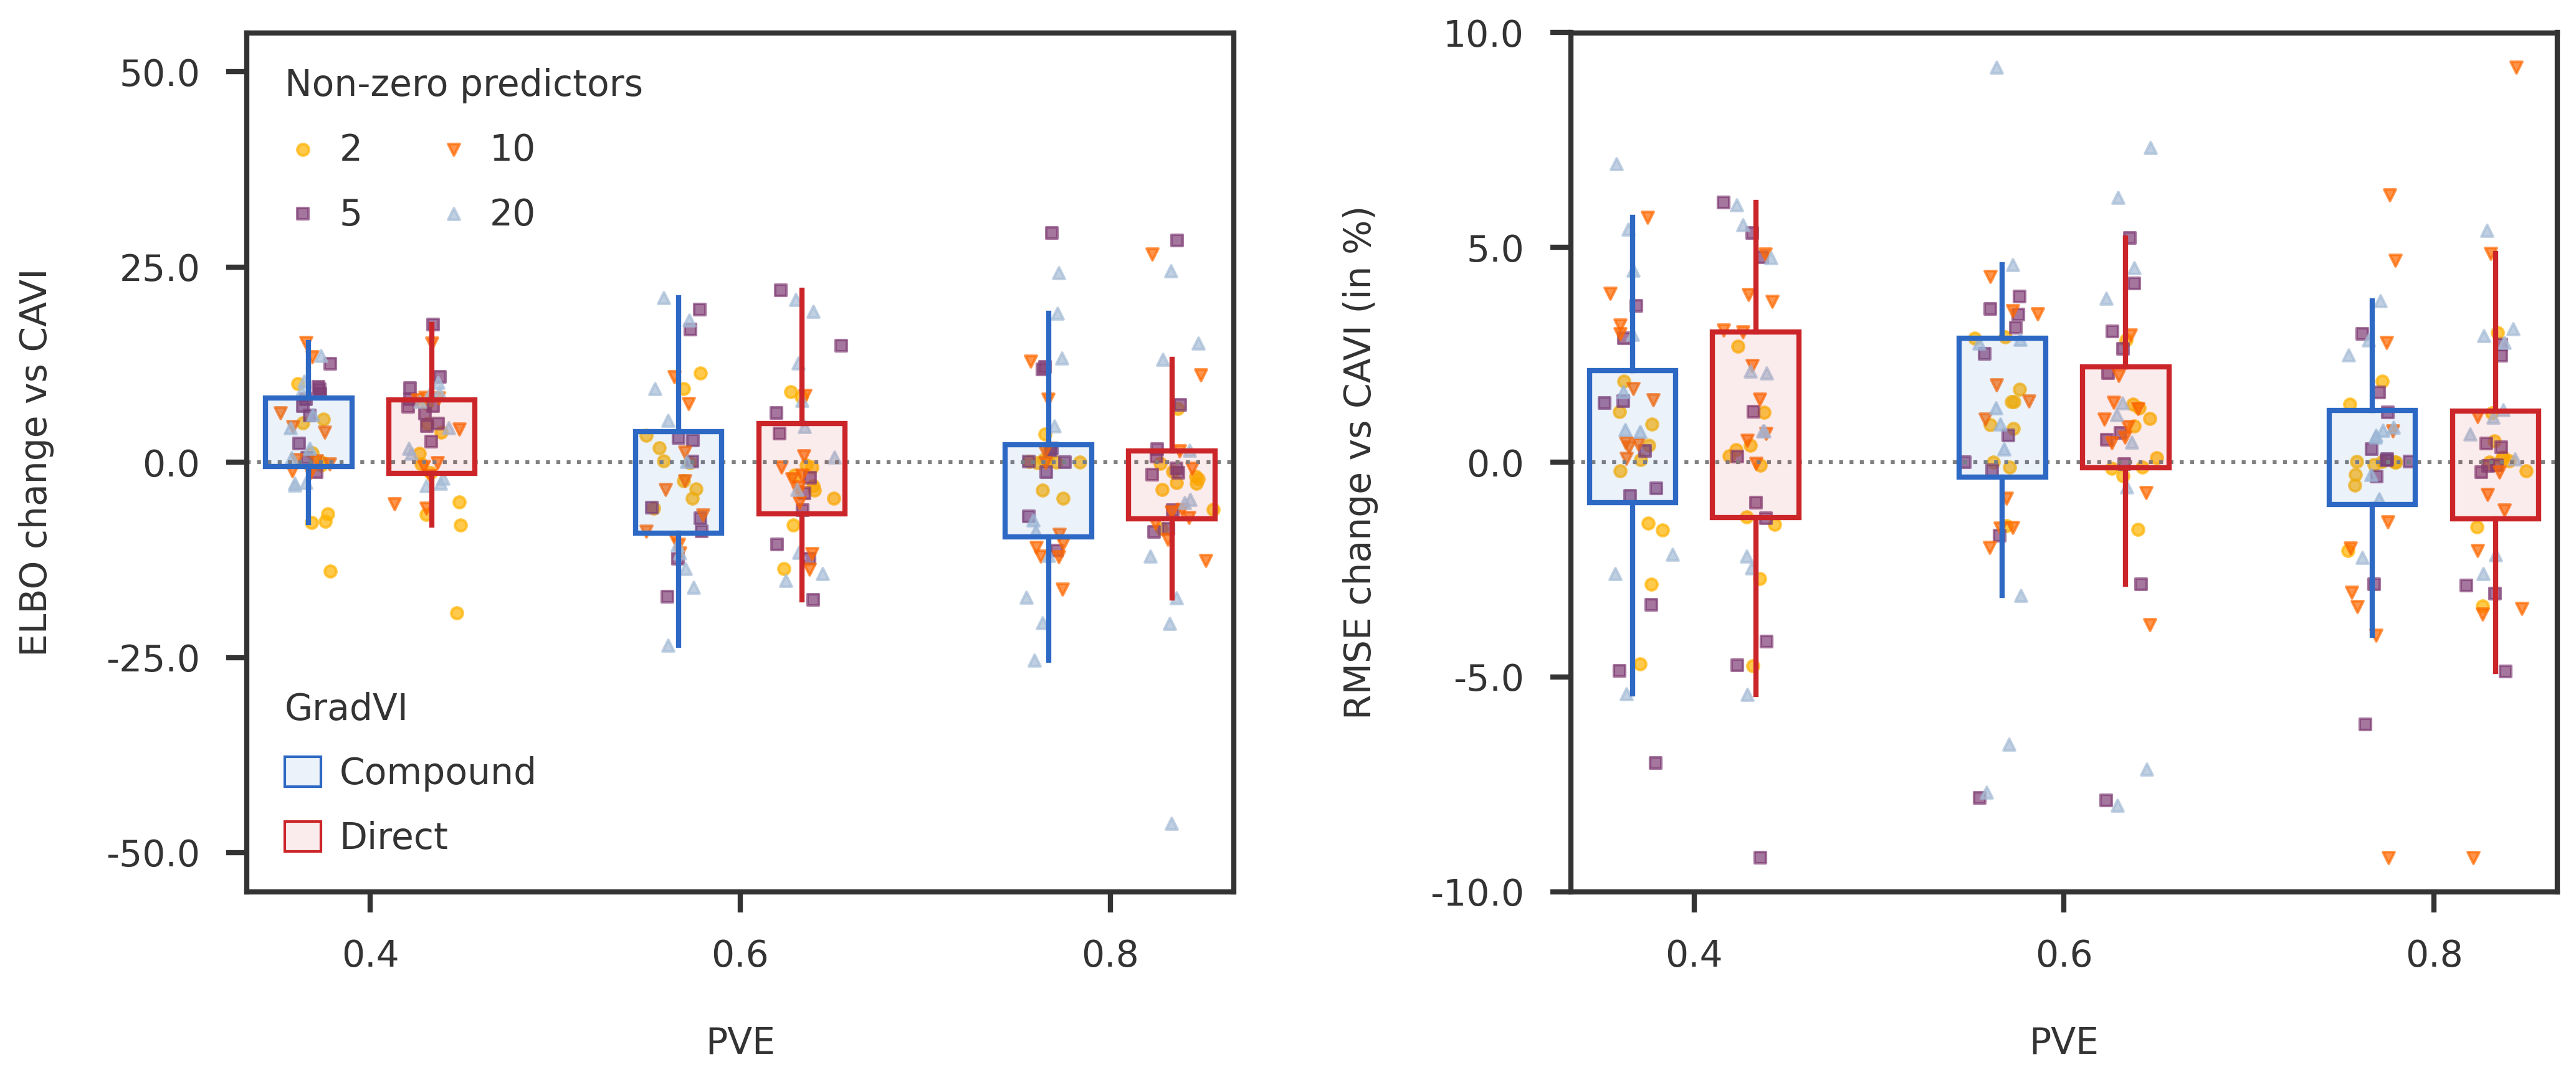 ELBO change vs CAVI
50.0
25.0
0.0
-25.0
-50.0
Non-zero predictors
2
10
5
20
GradVI
Compound
Direct
0.4
0.6
0.8
PVE
RMSE change vs CAVI (in %)
10.0
5.0
0.0
-5.0
-10.0
0.4
0.6
0.8
PVE